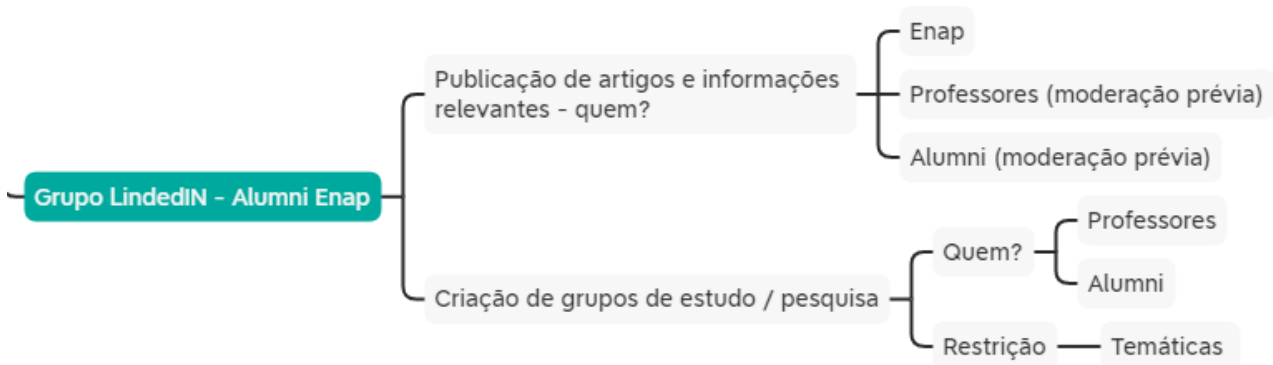 Grupo LindedIN - Alumni Enap
Publicação de artigos e informações
relevantes - quem?
Enap
Professores (moderação prévia)
Alumni (moderação prévia)
Criação de grupos de estudo / pesquisa
Quem?
Professores
Alumni
Restrição
Temáticas